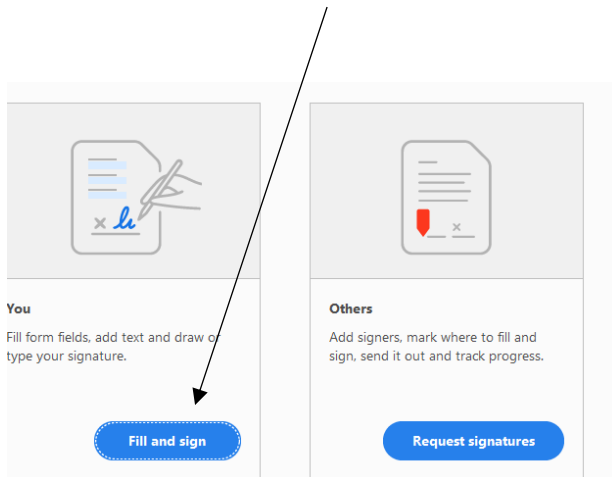 You
Fill form fields, add text and draw or
type your signature.
Fill and sign
Others
Add signers, mark where to fill and
sign, send it out and track progress.
Request signatures